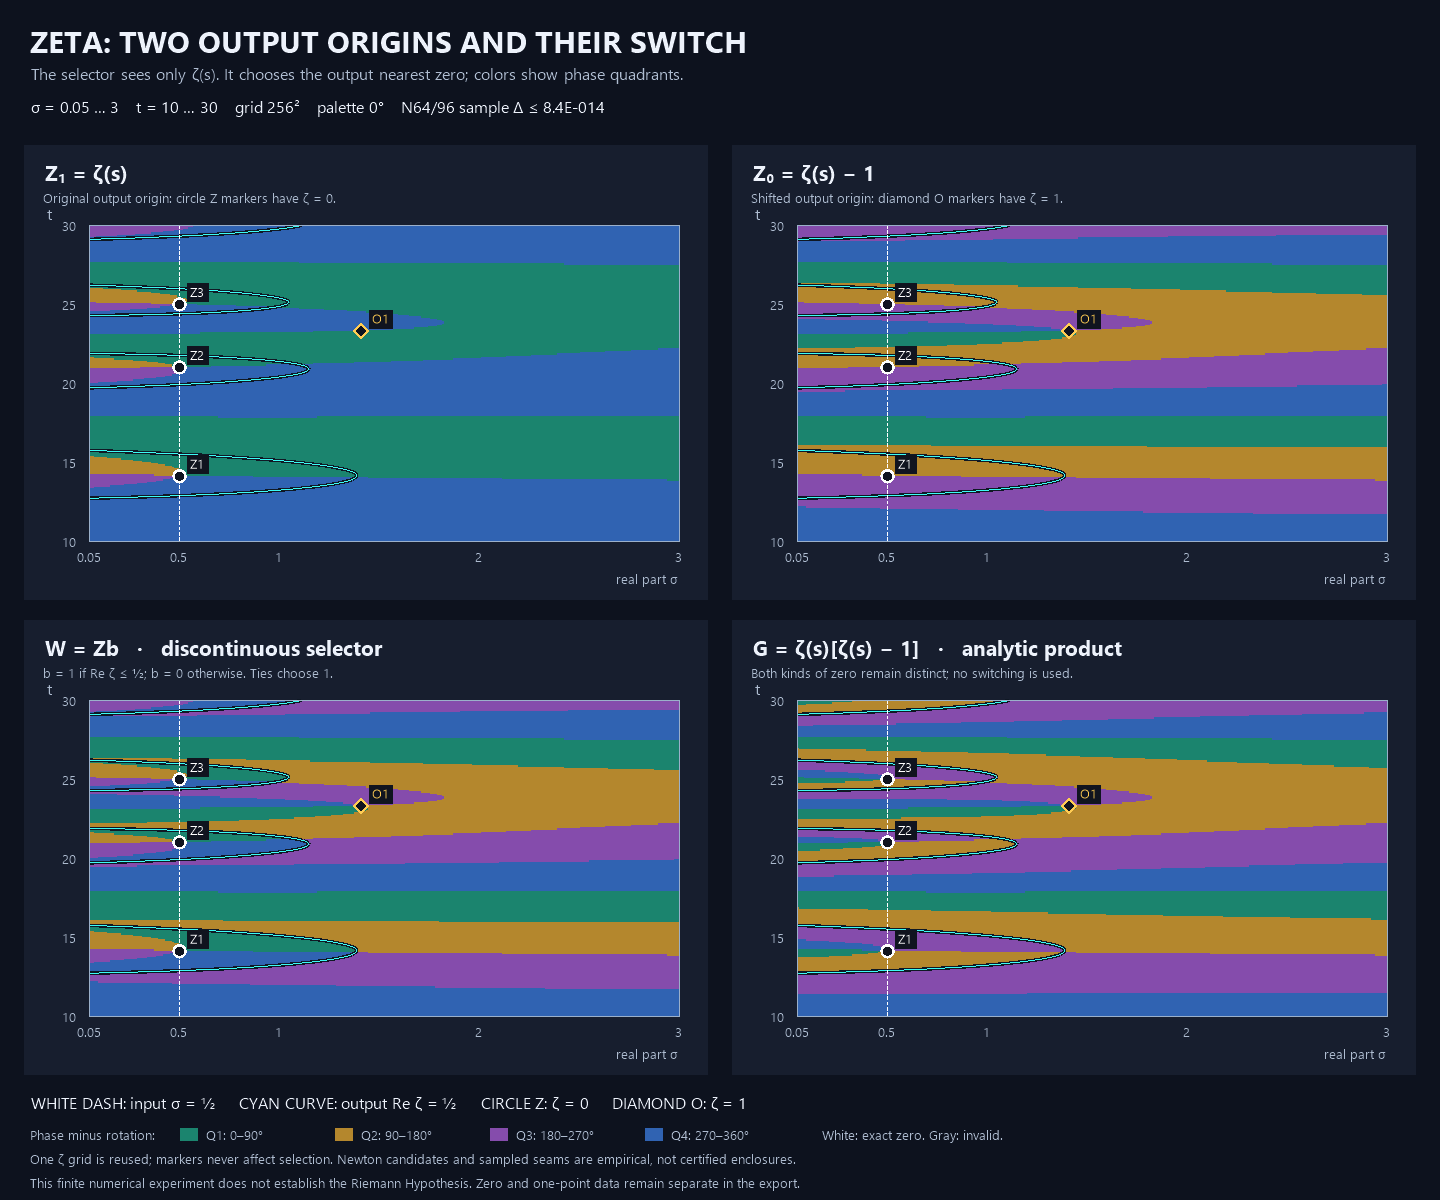 ZETA: TWO OUTPUT ORIGINS AND THEIR SWITCH
The selector sees only ζ(s). It chooses the output nearest zero; colors show phase quadrants.
σ = 0.05 … 3    t = 10 … 30    grid 256²    palette 0°    N64/96 sample Δ ≤ 8.4E-014
Z₁ = ζ(s)
Original output origin: circle Z markers have ζ = 0.
t
30
25
20
15
10
Z3
O1
Z2
Z1
0.05 0.5 1 2 3
real part σ
Z₀ = ζ(s) − 1
Shifted output origin: diamond O markers have ζ = 1.
t
30
25
20
15
10
Z3
O1
Z2
Z1
0.05 0.5 1 2 3
real part σ
W = Zb · discontinuous selector
b = 1 if Re ζ ≤ ½; b = 0 otherwise. Ties choose 1.
t
30
25
20
15
10
Z3
O1
Z2
Z1
0.05 0.5 1 2 3
real part σ
G = ζ(s)[ζ(s) − 1] · analytic product
Both kinds of zero remain distinct; no switching is used.
t
30
25
20
15
10
Z3
O1
Z2
Z1
0.05 0.5 1 2 3
real part σ
WHITE DASH: input σ = ½    CYAN CURVE: output Re ζ = ½    CIRCLE Z: ζ = 0    DIAMOND O: ζ = 1
Phase minus rotation: Q1: 0–90° Q2: 90–180° Q3: 180–270° Q4: 270–360° White: exact zero. Gray: invalid.
One ζ grid is reused; markers never affect selection. Newton candidates and sampled seams are empirical, not certified enclosures.
This finite numerical experiment does not establish the Riemann Hypothesis. Zero and one-point data remain separate in the export.